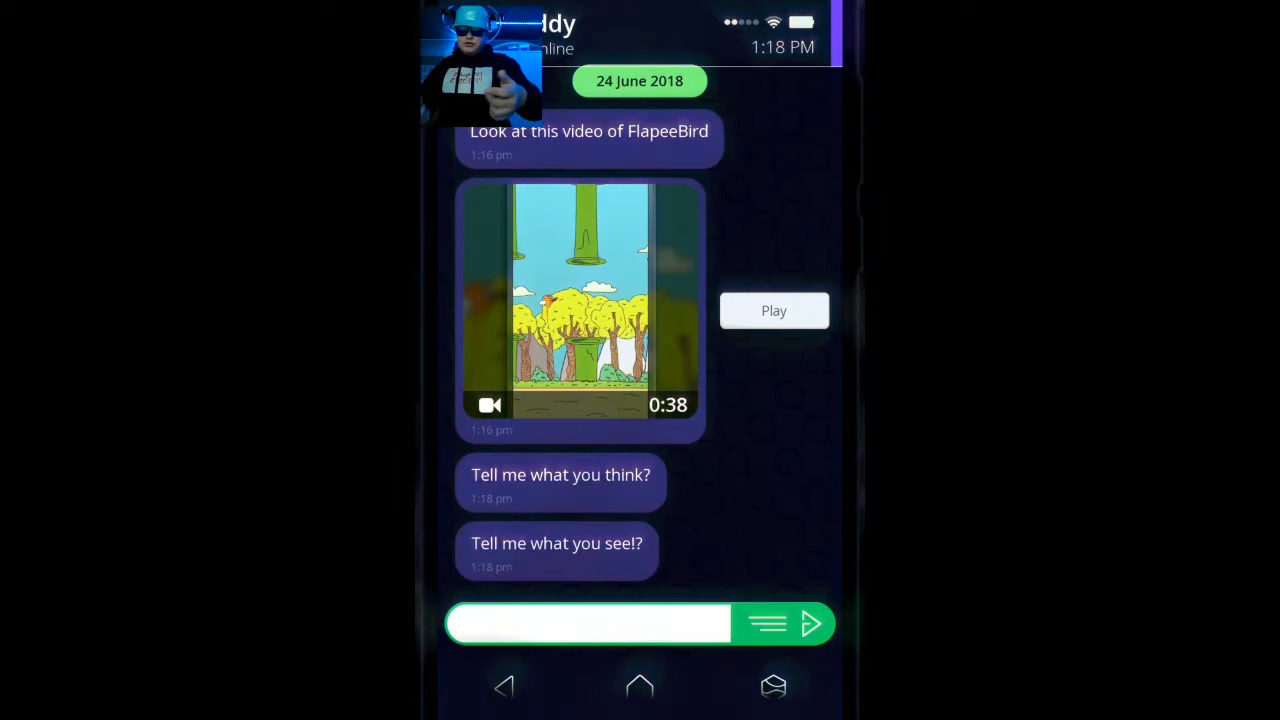 ddy
nline
1:18 PM
24 June 2018
Look at this video of FlapeeBird
1:16 pm
Play
0:38
1:16 pm
Tell me what you think?
1:18 pm
Tell me what you see!?
1:18 pm